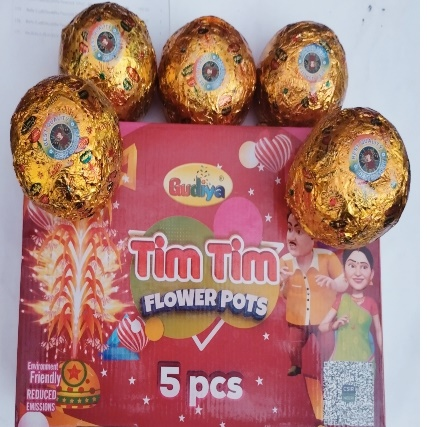 Gudiya
Tim Tim
FLOWER POTS
5 pcs
Environment
Friendly
REDUCED
EMISSIONS